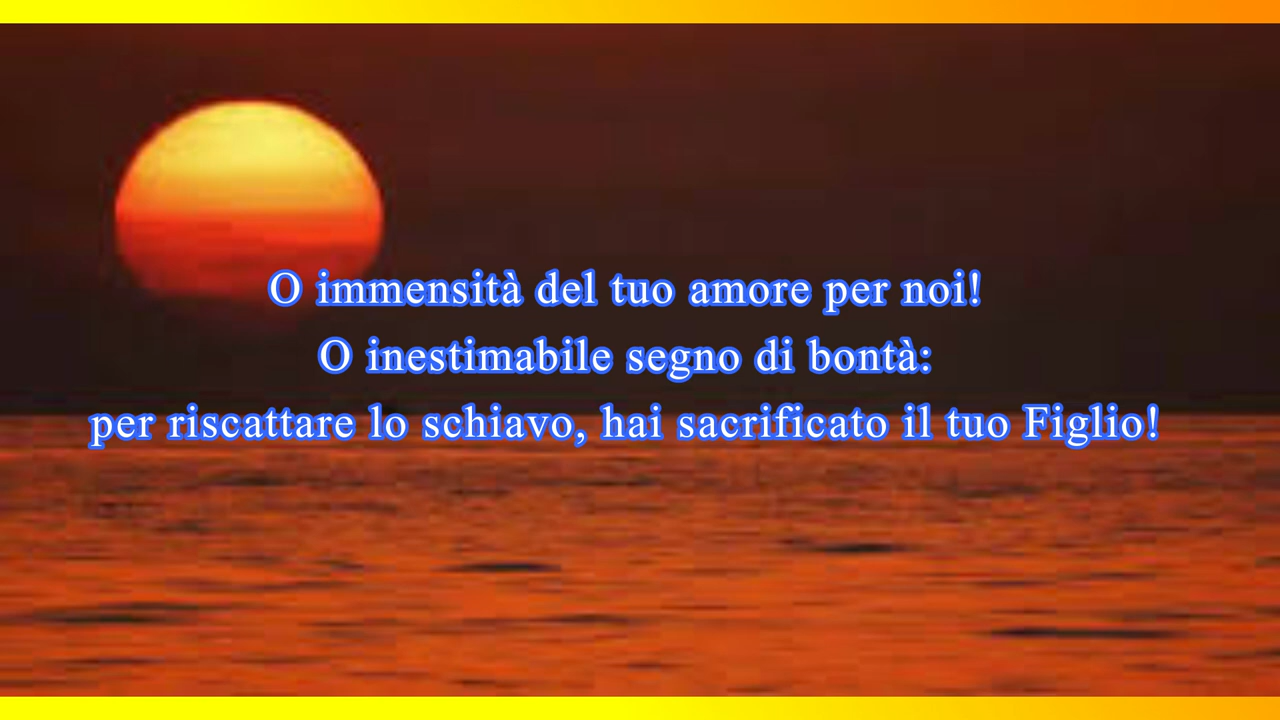 O immensità del tuo amore per noi!
O inestimabile segno di bontà:
per riscattare lo schiavo, hai sacrificato il tuo Figlio!